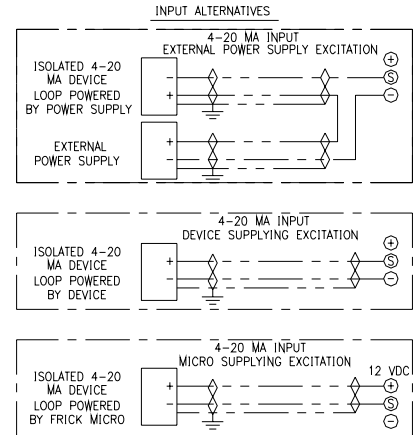 INPUT ALTERNATIVES
4-20 MA INPUT
EXTERNAL POWER SUPPLY EXCITATION
ISOLATED 4-20
MA DEVICE
LOOP POWERED
BY POWER SUPPLY
-
+
+
S
-
EXTERNAL
POWER SUPPLY
+
-
4-20 MA INPUT
DEVICE SUPPLYING EXCITATION
ISOLATED 4-20
MA DEVICE
LOOP POWERED
BY DEVICE
+
-
+
S
-
4-20 MA INPUT
MICRO SUPPLYING EXCITATION
12 VDC
ISOLATED 4-20
MA DEVICE
LOOP POWERED
BY FRICK MICRO
+
-
+
S
-